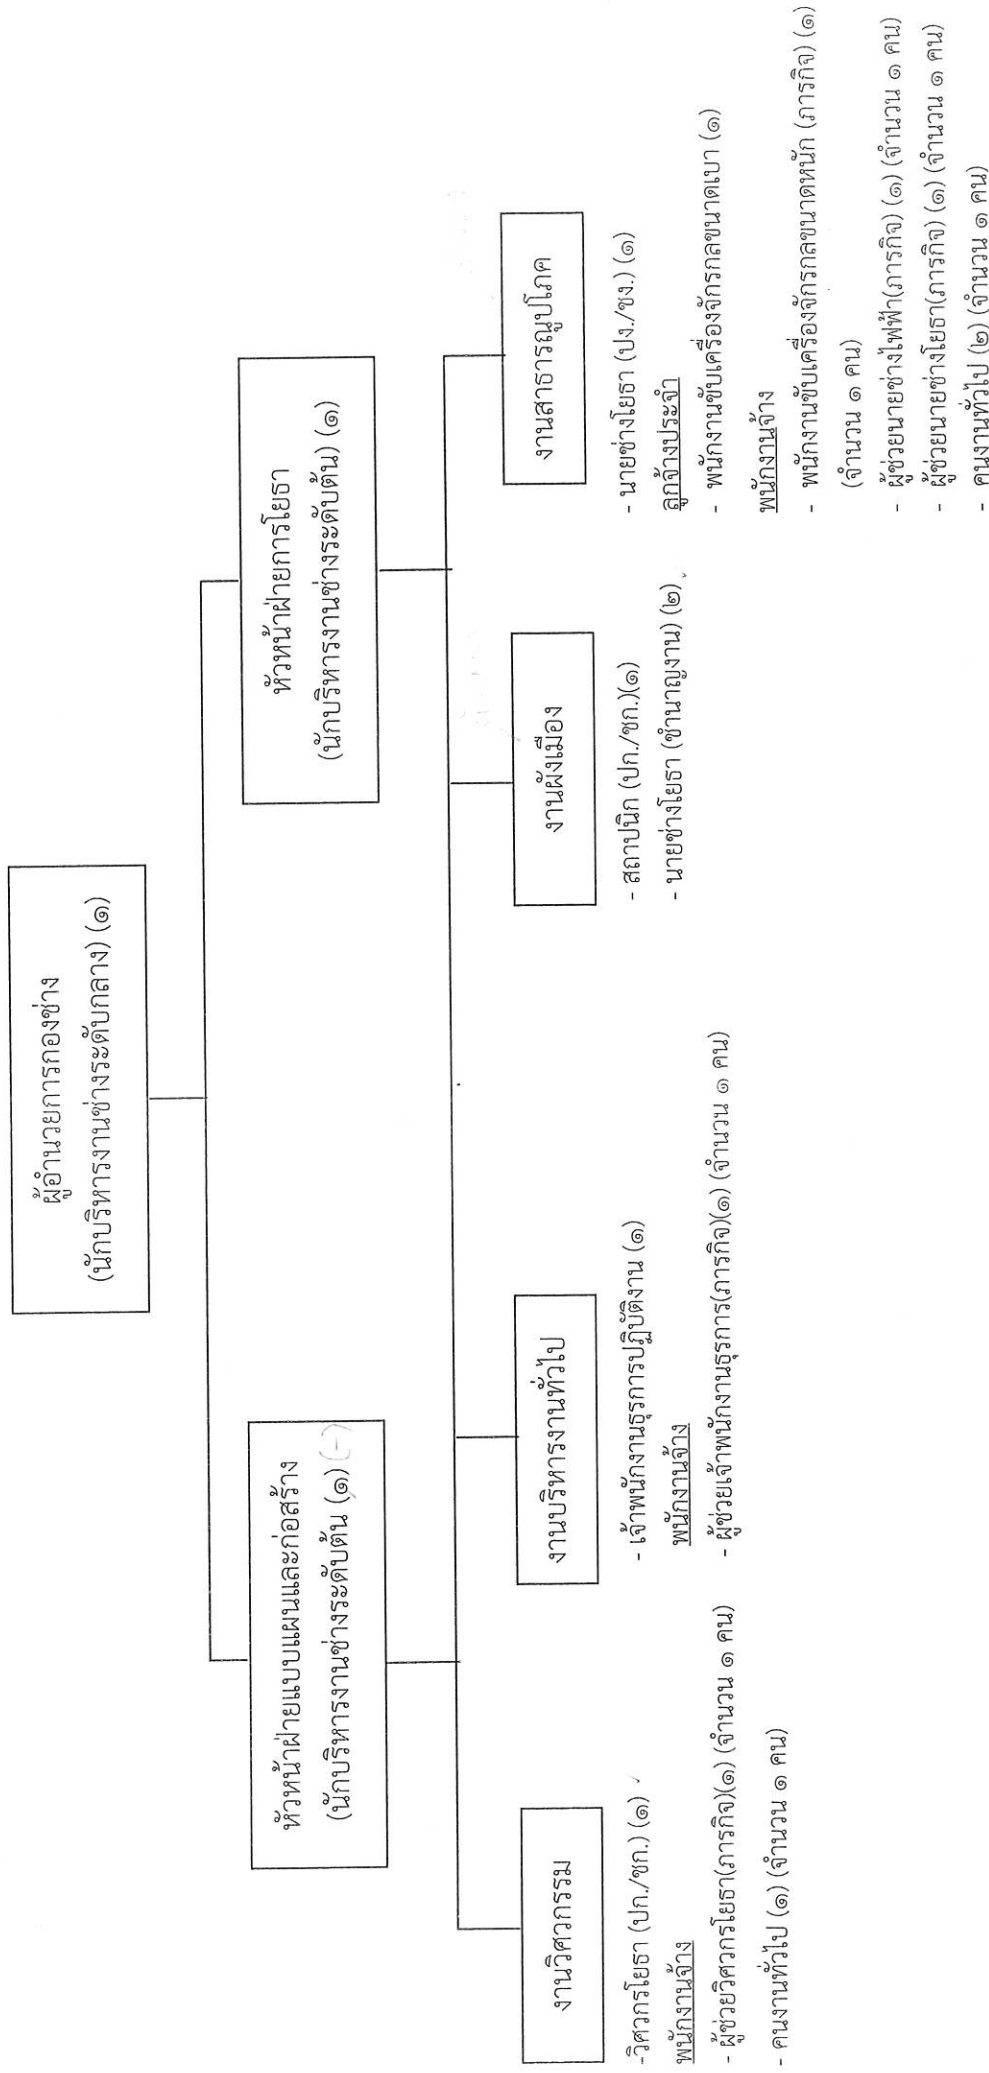 ผู้อำนวยการกองช่าง
(นักบริหารงานช่างระดับกลาง) (๑)
หัวหน้าฝ่ายแบบแผนและก่อสร้าง
(นักบริหารงานช่างระดับต้น (๑) (-)
หัวหน้าฝ่ายการโยธา
(นักบริหารงานช่างระดับต้น) (๑)
งานวิศวกรรม
-วิศวกรโยธา (ปก./ชก.) (๑)
พนักงานจ้าง
- ผู้ช่วยวิศวกรโยธา(ภารกิจ)(๑) (จำนวน ๑ คน)
- คนงานทั่วไป (๑) (จำนวน ๑ คน)
งานบริหารงานทั่วไป
- เจ้าพนักงานธุรการปฏิบัติงาน (๑)
พนักงานจ้าง
- ผู้ช่วยเจ้าพนักงานธุรการ(ภารกิจ)(๑) (จำนวน ๑ คน)
งานผังเมือง
- สถาปนิก (ปก./ชก.)(๑)
- นายช่างโยธา (ชำนาญงาน) (๒)
งานสาธารณูปโภค
- นายช่างโยธา (ปง./ชง.) (๑)
ลูกจ้างประจำ
- พนักงานขับเครื่องจักรกลขนาดเบา (๑)
พนักงานจ้าง
- พนักงานขับเครื่องจักรกลขนาดหนัก (ภารกิจ) (๑)
(จำนวน ๑ คน)
- ผู้ช่วยนายช่างไฟฟ้า(ภารกิจ) (๑) (จำนวน ๑ คน)
- ผู้ช่วยนายช่างโยธา(ภารกิจ) (๑) (จำนวน ๑ คน)
- คนงานทั่วไป (๒) (จำนวน ๑ คน)